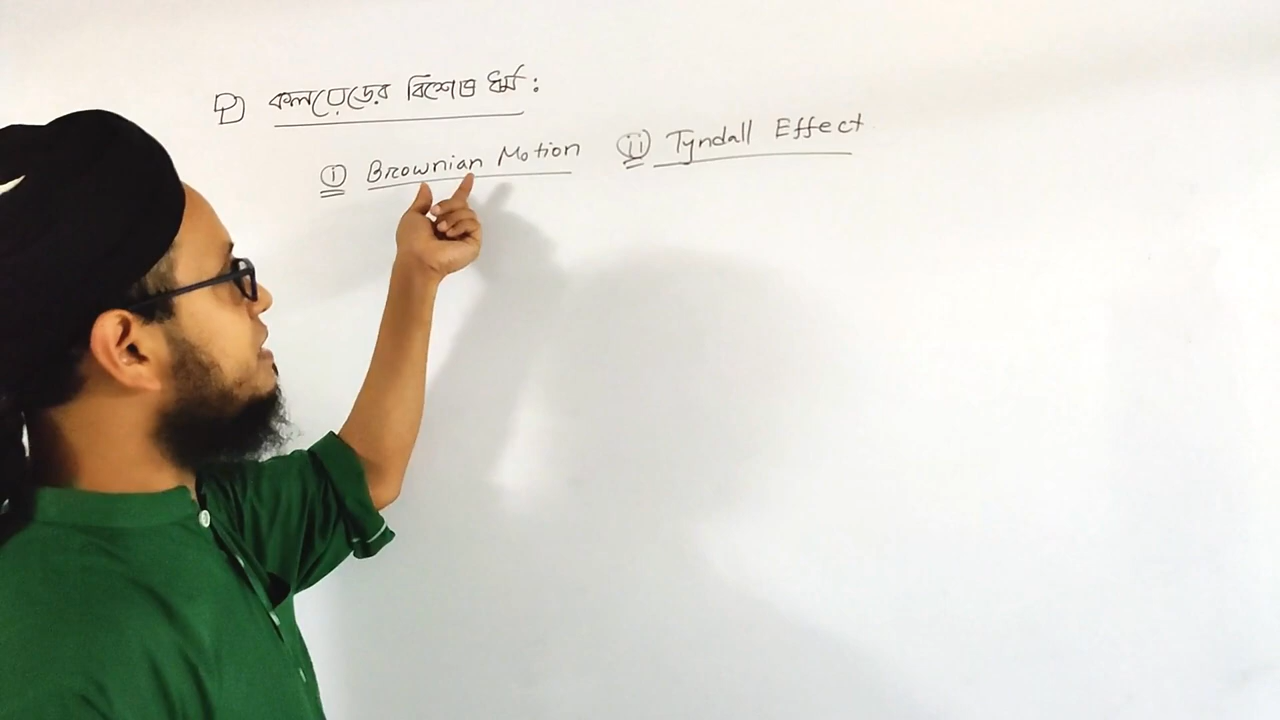 D) কলয়েডের বিশেষ ধর্ম :
(i) Brownian Motion (ii) Tyndall Effect